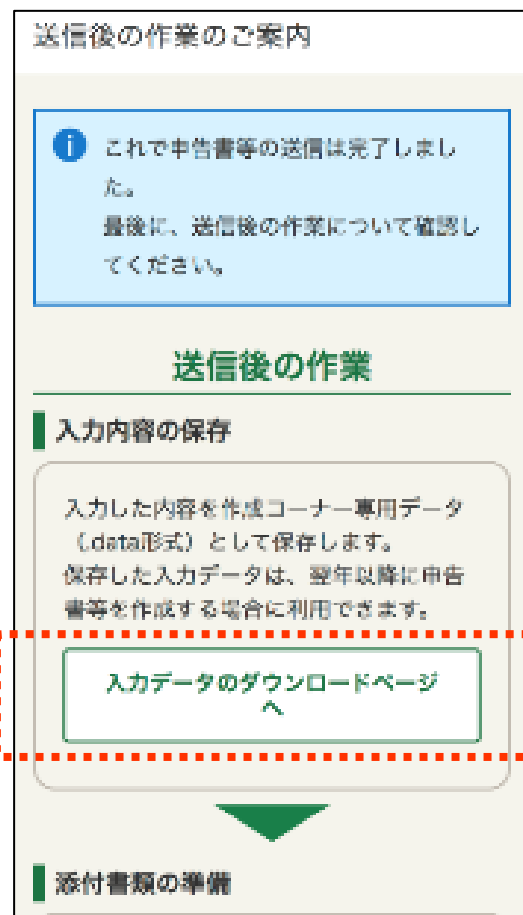 送信後の作業のご案内
これで申告書等の送信は完了しまし
た。
最後に、送信後の作業について確認し
てください。
送信後の作業
入力内容の保存
入力した内容を作成コーナー専用データ
（.data形式）として保存します。
保存した入力データは、翌年以降に申告
書等を作成する場合に利用できます。
入力データのダウンロードページ
へ
添付書類の準備